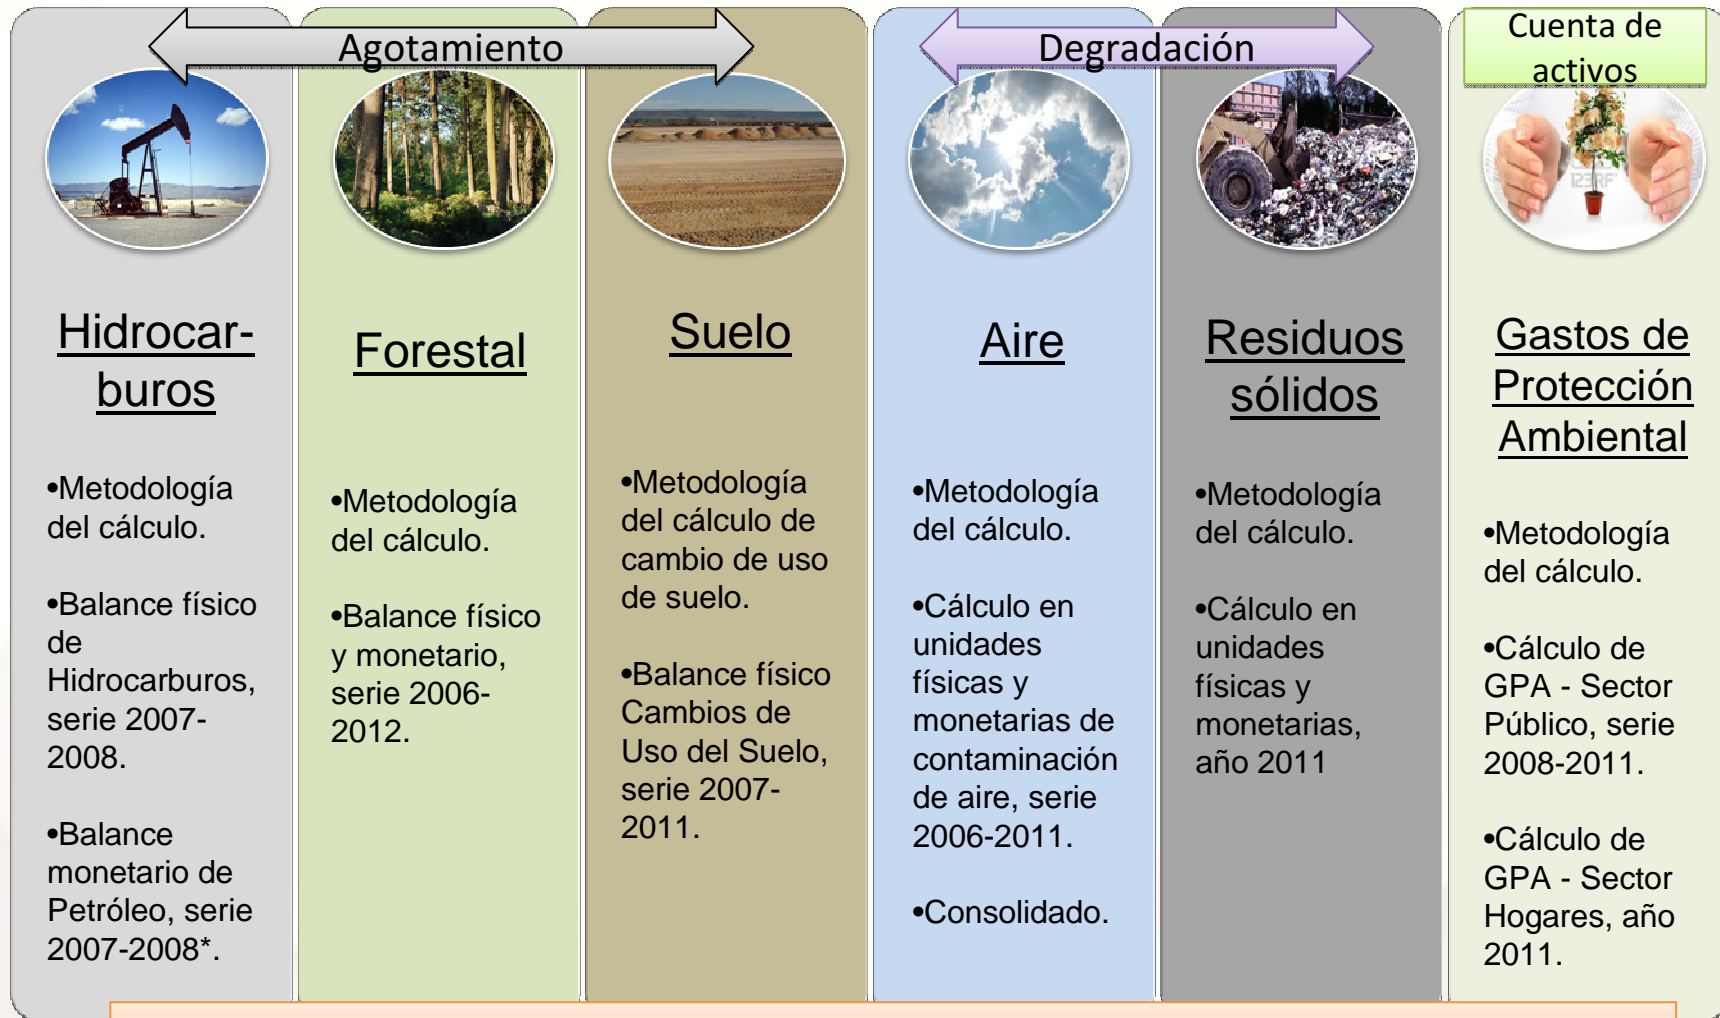 Agotamiento
Degradación
Cuenta de
activos
Hidrocar-
buros
•Metodología
del cálculo.
•Balance físico
de
Hidrocarburos,
serie 2007-
2008.
•Balance
monetario de
Petróleo, serie
2007-2008*.
Forestal
•Metodología
del cálculo.
•Balance físico
y monetario,
serie 2006-
2012.
Suelo
•Metodología
del cálculo de
cambio de uso
de suelo.
•Balance físico
Cambios de
Uso del Suelo,
serie 2007-
2011.
Aire
•Metodología
del cálculo.
•Cálculo en
unidades
físicas y
monetarias de
contaminación
de aire, serie
2006-2011.
•Consolidado.
Residuos
sólidos
•Metodología
del cálculo.
•Cálculo en
unidades
físicas y
monetarias,
año 2011
123RF
Gastos de
Protección
Ambiental
•Metodología
del cálculo.
•Cálculo de
GPA - Sector
Público, serie
2008-2011.
•Cálculo de
GPA - Sector
Hogares, año
2011.